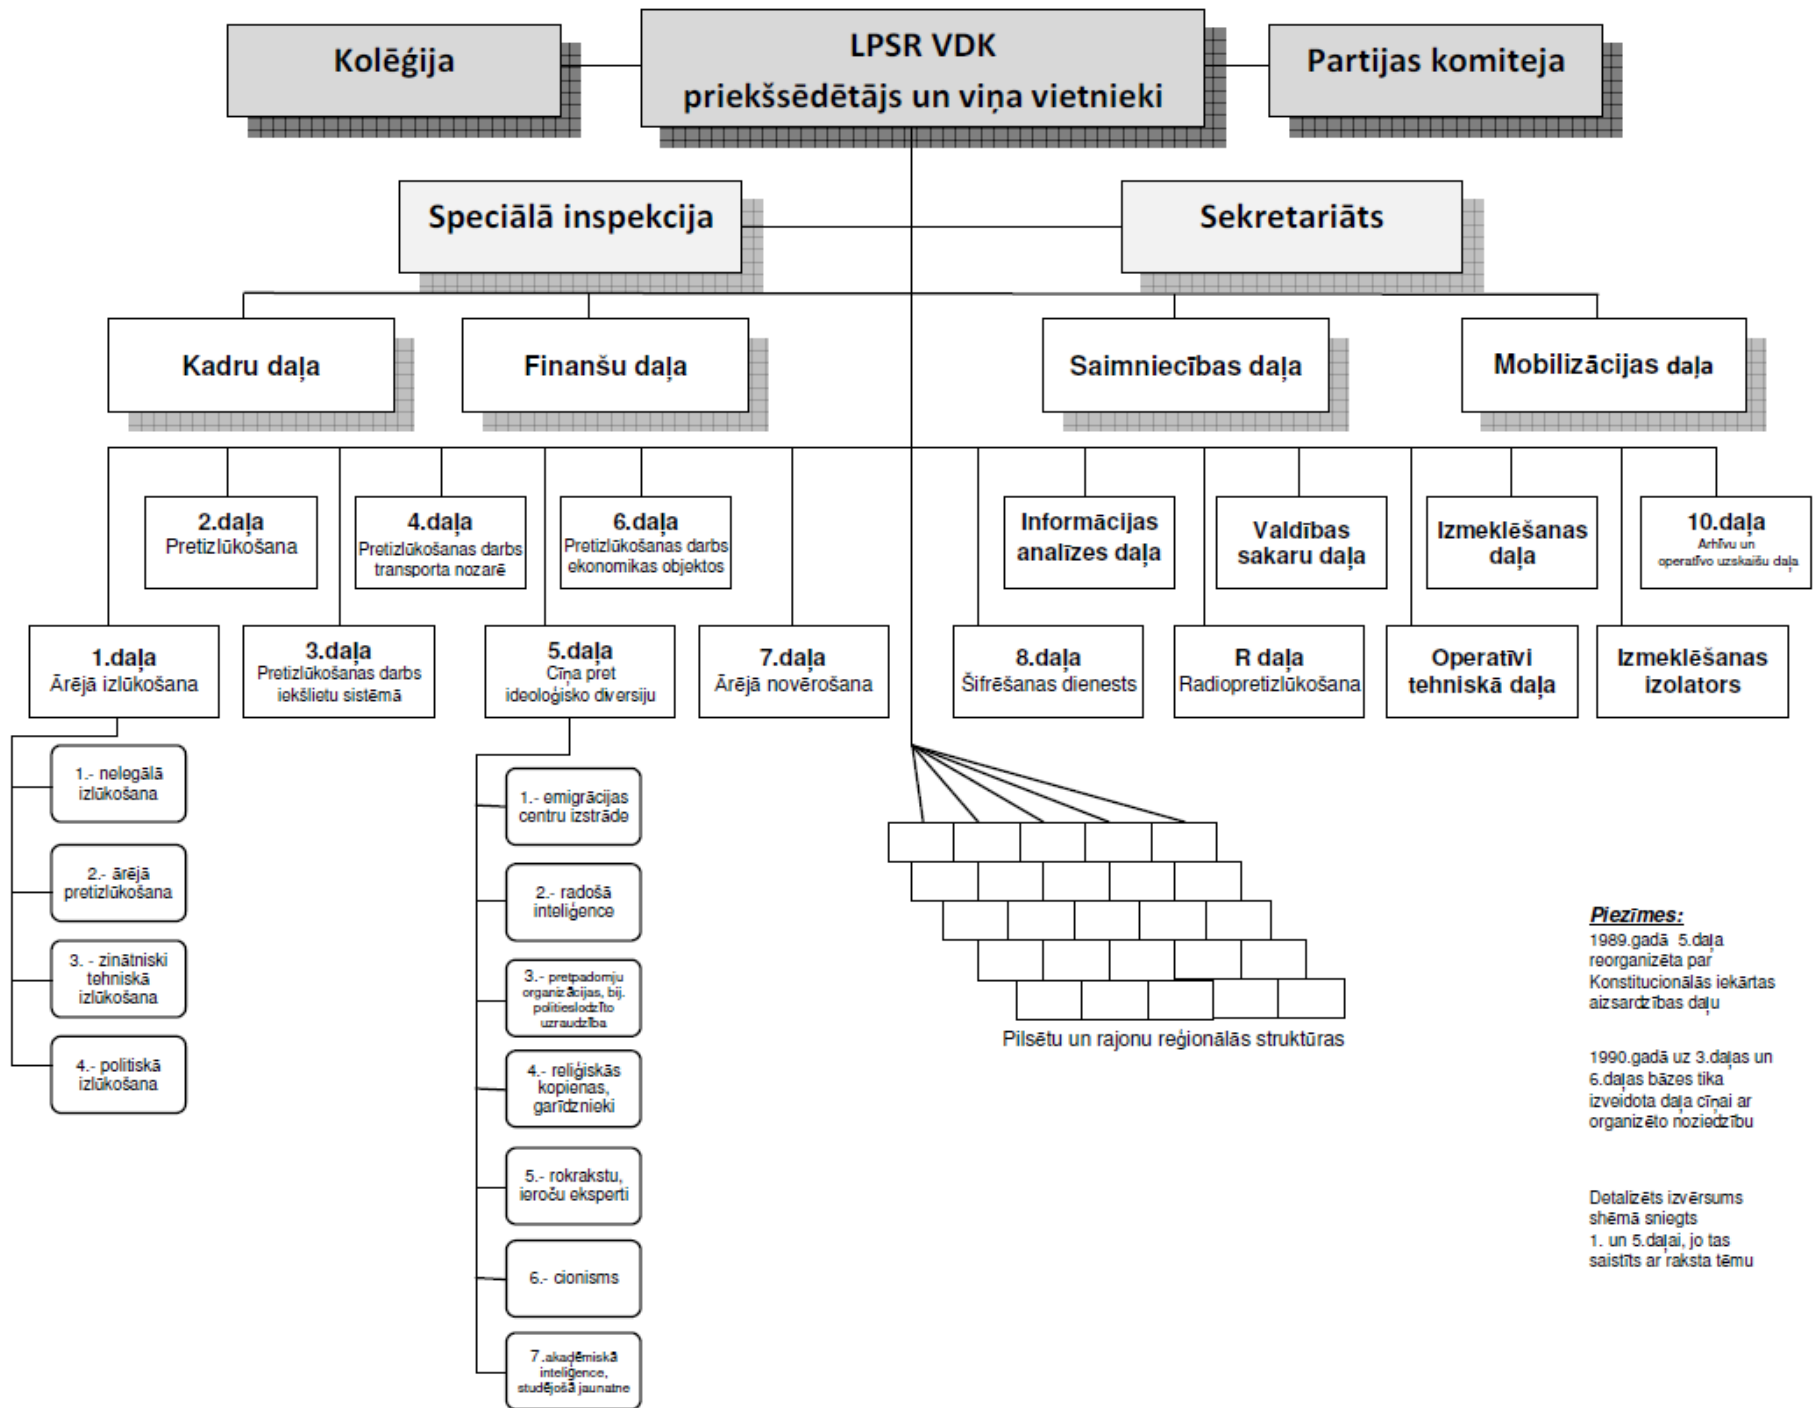 Kolēģija
LPSR VDK
priekšsēdētājs un viņa vietnieki
Partijas komiteja
Speciālā inspekcija
Sekretariāts
Kadru daļa
Finanšu daļa
Saimniecības daļa
Mobilizācijas daļa
2.daļa
Pretizlūkošana
4.daļa
Pretizlūkošanas darbs
transporta nozarē
6.daļa
Pretizlūkošanas darbs
ekonomikas objektos
Informācijas
analīzes daļa
Valdības
sakaru daļa
Izmeklēšanas
daļa
10.daļa
Arhīvu un
operatīvo uzskaišu daļa
1.daļa
Ārējā izlūkošana
3.daļa
Pretizlūkošanas darbs
iekšlietu sistēmā
5.daļa
Cīņa pret
ideoloģisko diversiju
7.daļa
Ārējā novērošana
8.daļa
Šifrēšanas dienests
R daļa
Radiopretizlūkošana
Operatīvi
tehniskā daļa
Izmeklēšanas
izolators
1.- nelegālā
izlūkošana
2.- ārējā
pretizlūkošana
3. - zinātniski
tehniskā
izlūkošana
4.- politiskā
izlūkošana
1.- emigrācijas
centru izstrāde
2.- radošā
inteliģence
3.- pretpadomju
organizācijas, bij.
politieslodzīto
uzraudzība
4.- reliģiskās
kopienas,
garīdznieki
5.- rokrakstu,
ieroču eksperti
6.- cionisms
7.akadēmiskā
inteliģence,
studējošā jaunatne
Pilsētu un rajonu reģionālās struktūras
Piezīmes:
1989.gadā 5.daļa
reorganizēta par
Konstitucionālās iekārtas
aizsardzības daļu
1990.gadā uz 3.daļas un
6.daļas bāzes tika
izveidota daļa cīņai ar
organizēto noziedzību
Detalizēts izvērsums
shēmā sniegts
1. un 5.daļai, jo tas
saistīts ar raksta tēmu